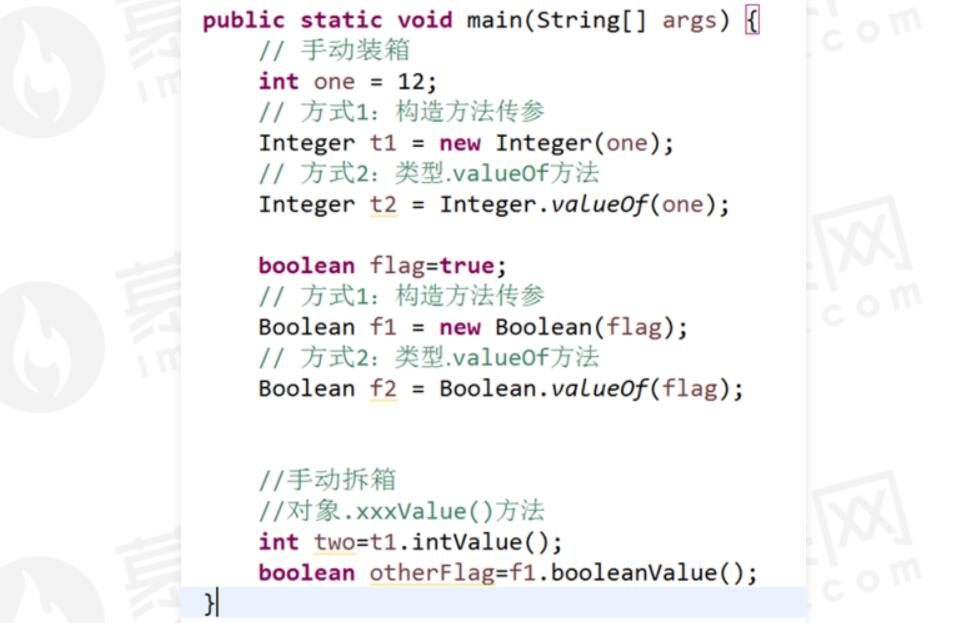 public static void main(String[] args) {
// 手动装箱
int one = 12;
// 方式1：构造方法传参
Integer t1 = new Integer(one);
// 方式2：类型.valueOf方法
Integer t2 = Integer.valueOf(one);
boolean flag=true;
// 方式1：构造方法传参
Boolean f1 = new Boolean(flag);
// 方式2：类型.valueOf方法
Boolean f2 = Boolean.valueOf(flag);
//手动拆箱
//对象.xxxValue()方法
int two=t1.intValue();
boolean otherFlag=f1.booleanValue();
}